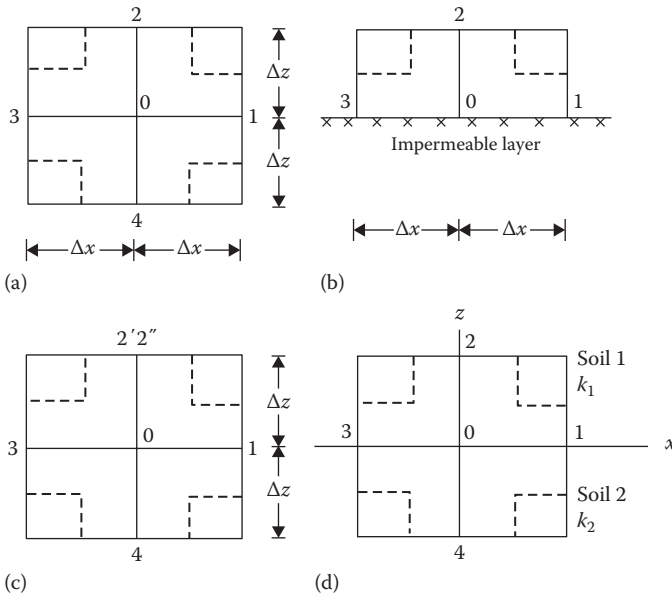 2
Δz
0
3
1
Δz
4
Δx
Δx
(a)
2
3
0
1
Impermeable layer
Δx
Δx
(b)
2′2″
Δz
0
3
1
Δz
4
(c)
z
2
Soil 1
k1
3
0
1
x
Soil 2
k2
4
(d)